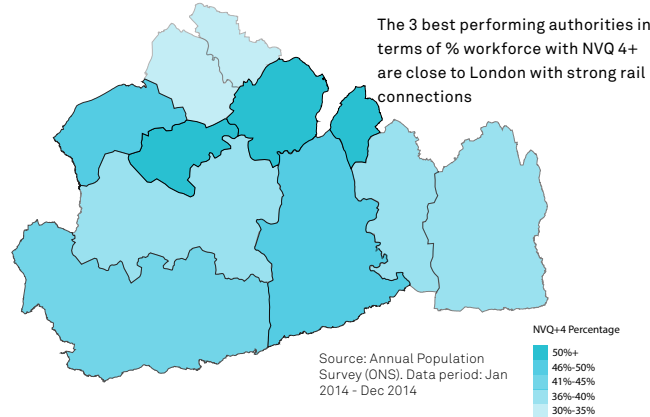 The 3 best performing authorities in
terms of % workforce with NVQ 4+
are close to London with strong rail
connections
NVQ+4 Percentage
50%+
46%-50%
41%-45%
36%-40%
30%-35%
Source: Annual Population
Survey (ONS). Data period: Jan
2014 - Dec 2014